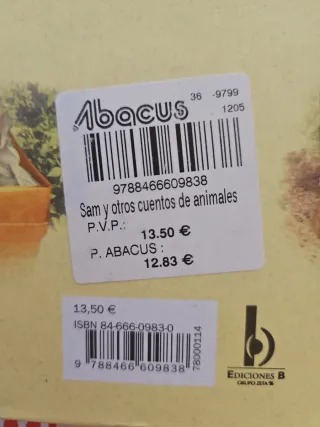 Abacus
36 -9799
1205
9788466609838
Sam y otros cuentos de animales
P.V.P.: 13.50 €
P. ABACUS : 12.83 €
13,50 €
ISBN 84-666-0983-0
9 788466 609838
78000114
b
EDICIONES B
GRUPO ZETA